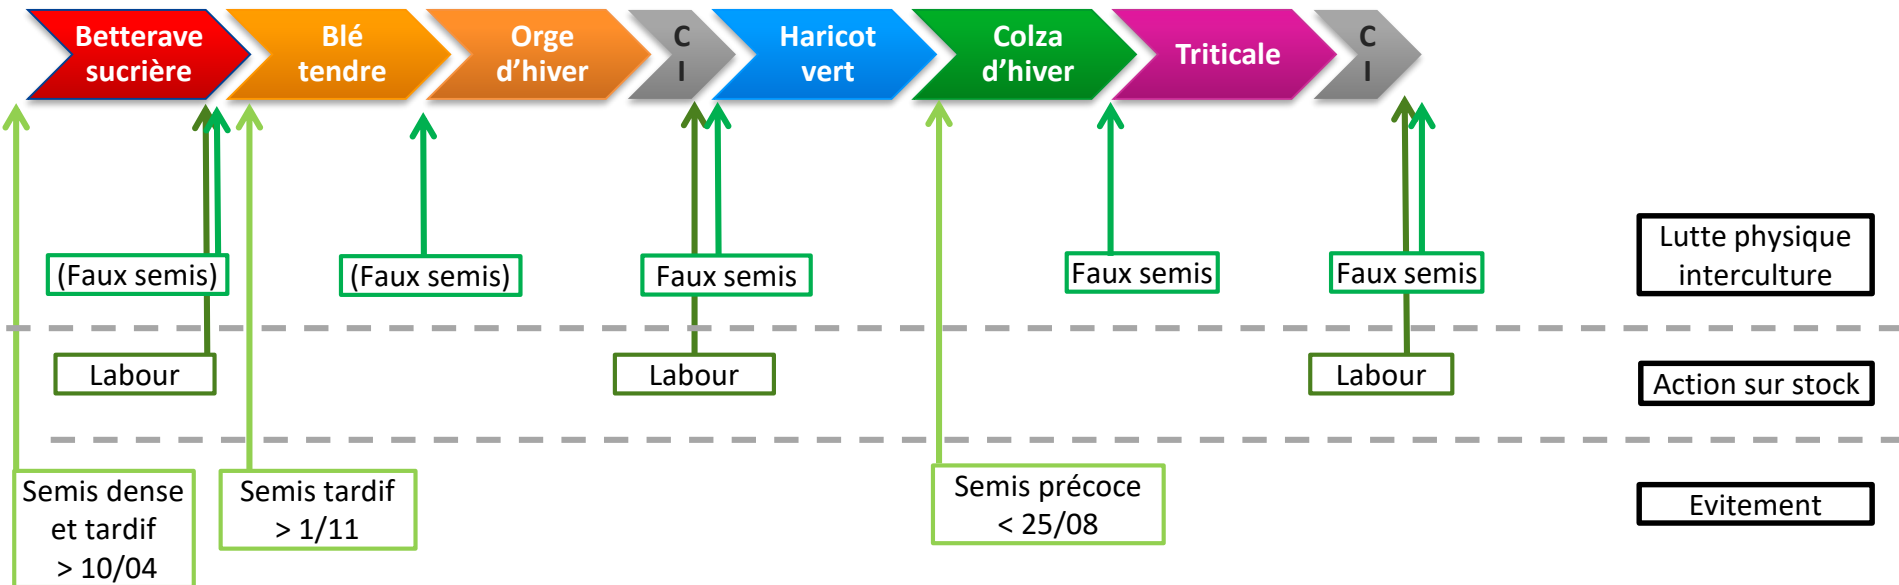 Betterave
sucrière
Blé
tendre
Orge
d'hiver
C
I
Haricot
vert
Colza
d'hiver
Triticale
C
I
(Faux semis)
(Faux semis)
Faux semis
Faux semis
Faux semis
Lutte physique
interculture
Labour
Labour
Labour
Action sur stock
Semis dense
et tardif
> 10/04
Semis tardif
> 1/11
Semis précoce
< 25/08
Evitement